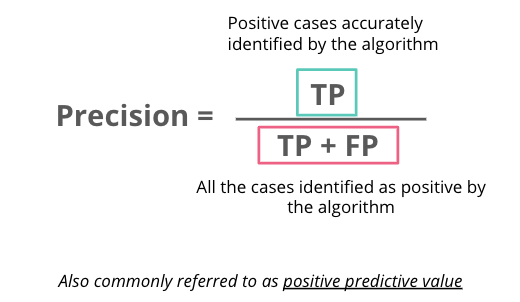 Positive cases accurately
identified by the algorithm
TP
Precision =
TP + FP
All the cases identified as positive by
the algorithm
Also commonly referred to as positive predictive value